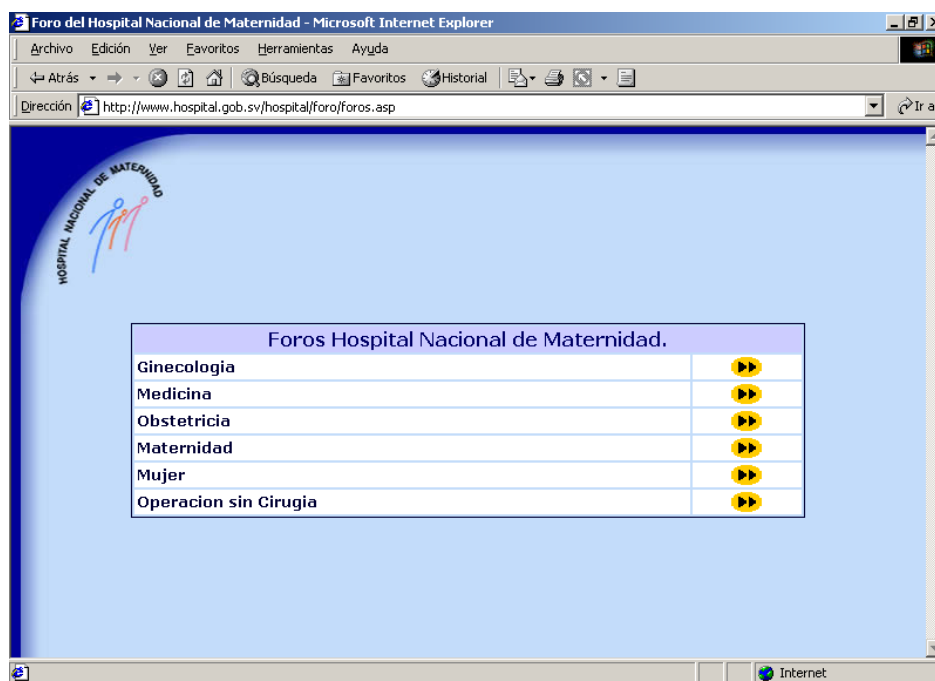 Foro del Hospital Nacional de Maternidad - Microsoft Internet Explorer
Archivo Edición Ver Favoritos Herramientas Ayuda
Atrás Búsqueda Favoritos Historial
Dirección http://www.hospital.gob.sv/hospital/foro/foros.asp Ir a
HOSPITAL NACIONAL DE MATERNIDAD
Foros Hospital Nacional de Maternidad.
Ginecologia
Medicina
Obstetricia
Maternidad
Mujer
Operacion sin Cirugia
Internet